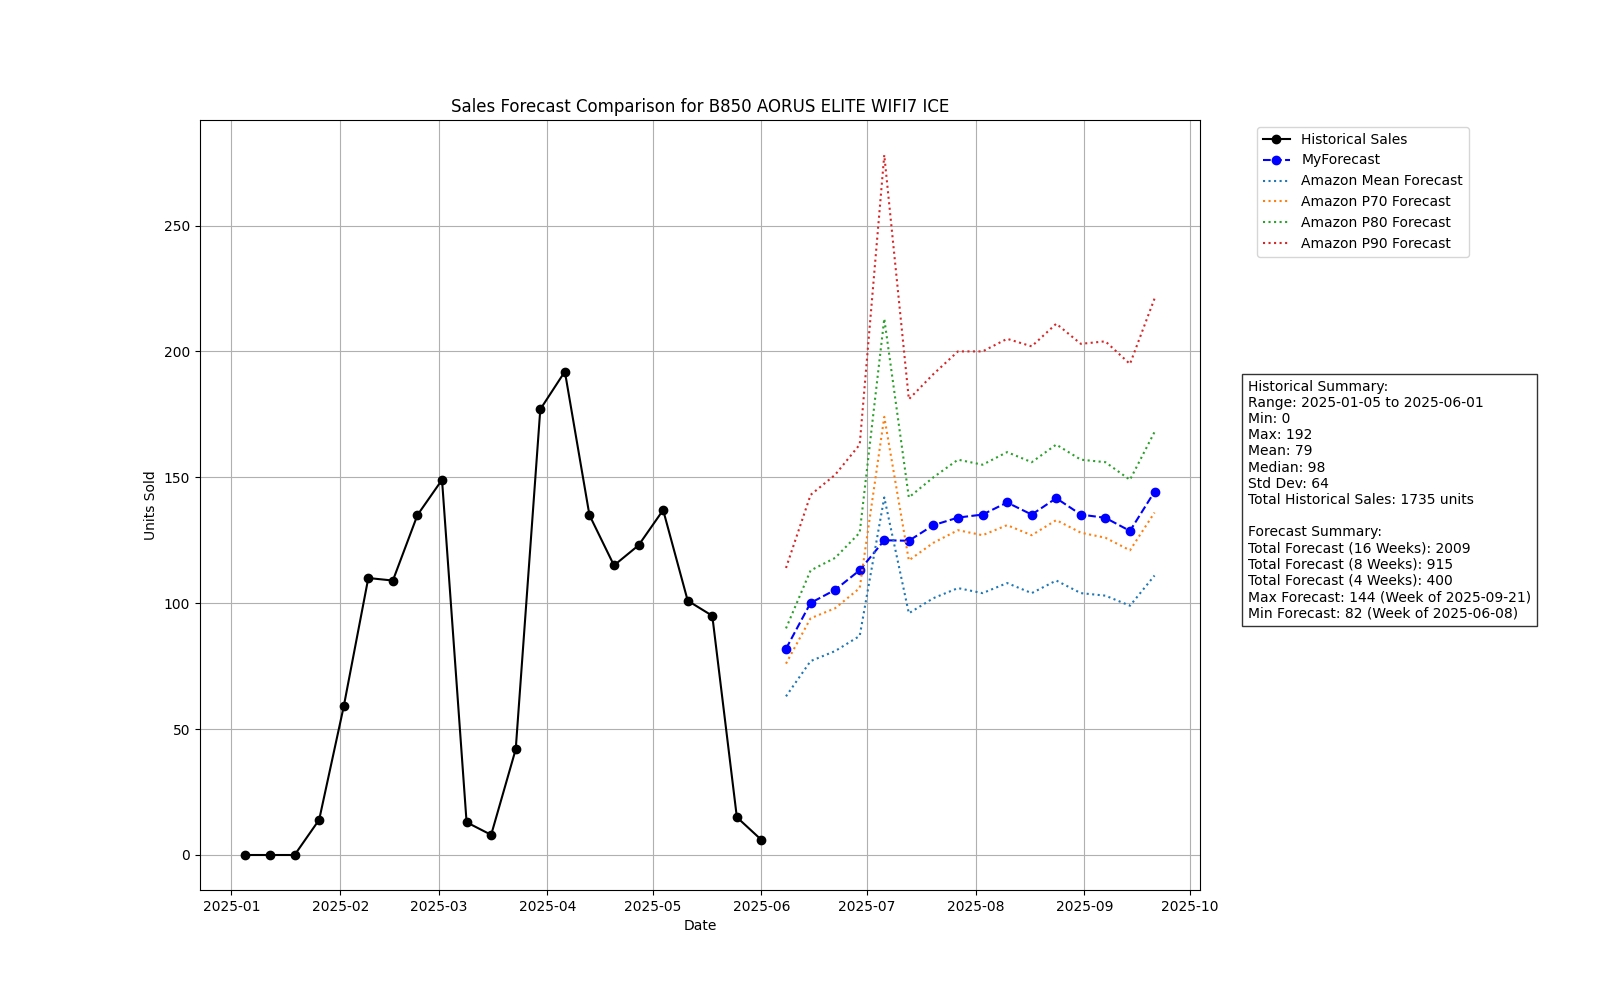 Sales Forecast Comparison for B850 AORUS ELITE WIFI7 ICE
Historical Sales
MyForecast
Amazon Mean Forecast
Amazon P70 Forecast
Amazon P80 Forecast
Amazon P90 Forecast
250
200
150
100
50
0
Units Sold
2025-01
2025-02
2025-03
2025-04
2025-05
2025-06
2025-07
2025-08
2025-09
2025-10
Date
Historical Summary:
Range: 2025-01-05 to 2025-06-01
Min: 0
Max: 192
Mean: 79
Median: 98
Std Dev: 64
Total Historical Sales: 1735 units
Forecast Summary:
Total Forecast (16 Weeks): 2009
Total Forecast (8 Weeks): 915
Total Forecast (4 Weeks): 400
Max Forecast: 144 (Week of 2025-09-21)
Min Forecast: 82 (Week of 2025-06-08)